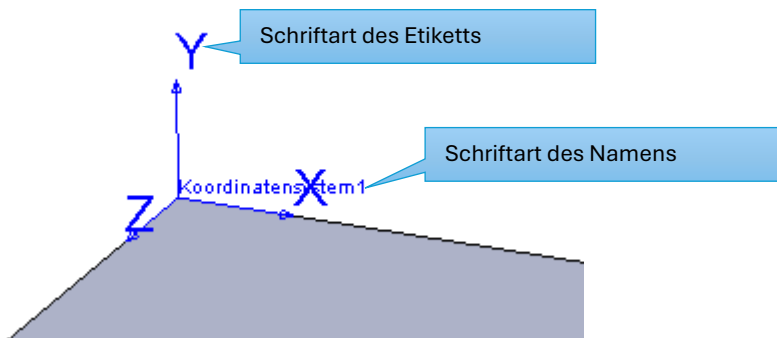 Y
Schriftart des Etiketts
Schriftart des Namens
Koordinatensystem1
X
Z